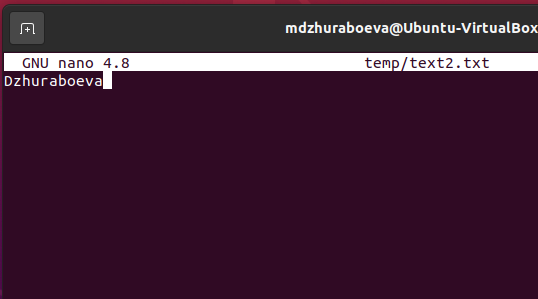 mdzhuraboeva@Ubuntu-VirtualBox
GNU nano 4.8 temp/text2.txt
Dzhuraboeva